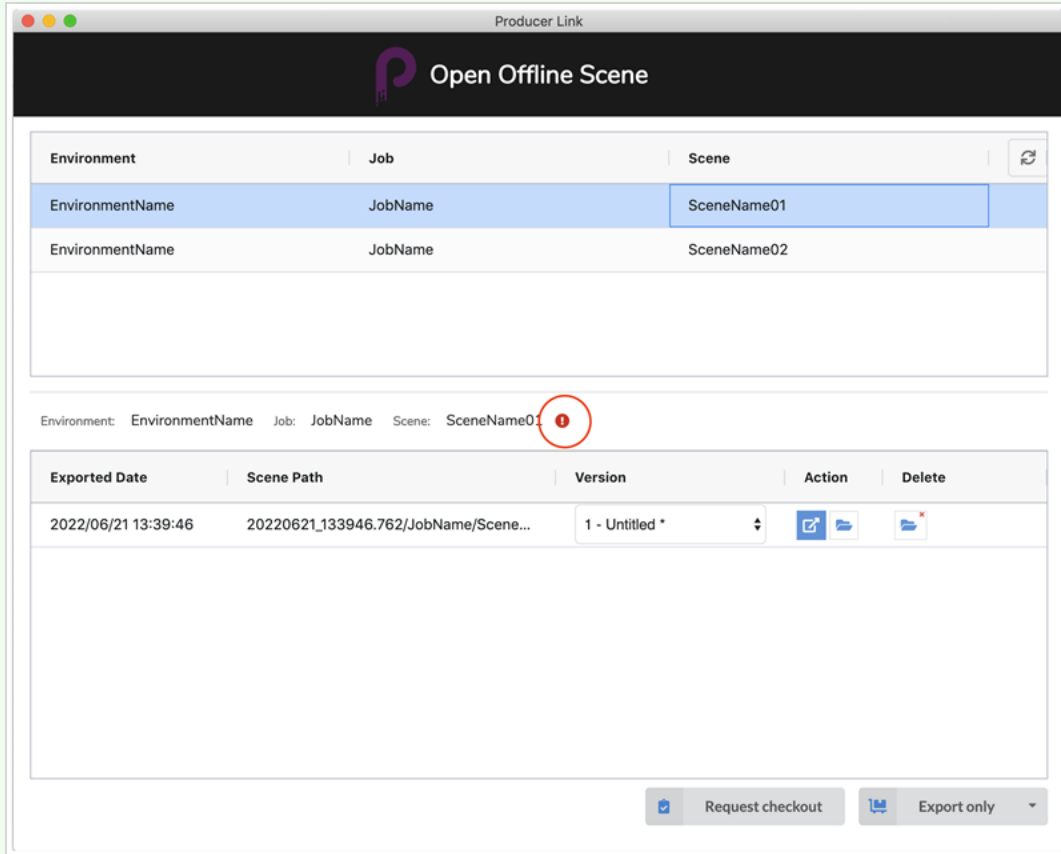 Producer Link
Open Offline Scene
Environment Job Scene
EnvironmentName JobName SceneName01
EnvironmentName JobName SceneName02
Environment: EnvironmentName Job: JobName Scene: SceneName01
Exported Date Scene Path Version Action Delete
2022/06/21 13:39:46 20220621_133946.762/JobName/Scene... 1 - Untitled *
Request checkout Export only